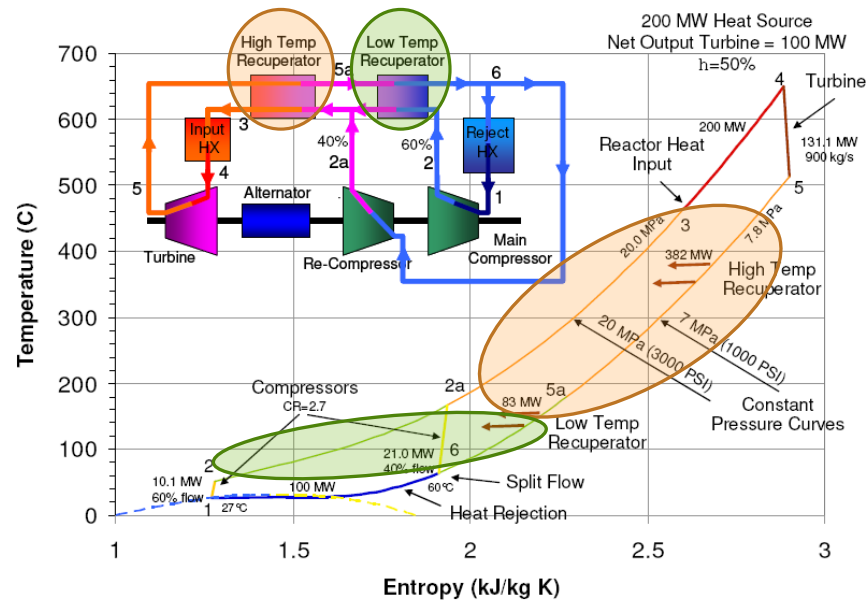 200 MW Heat Source
Net Output Turbine = 100 MW
h=50%
High Temp
Recuperator
Low Temp
Recuperator
5a
6
3
Input
HX
40%
2a
60%
2
Reject
HX
5
4
1
Alternator
Turbine
Re-Compressor
Main
Compressor
4
Turbine
200 MW
131.1 MW
900 kg/s
Reactor Heat
Input
5
3
20.0 MPa
7.8 MPa
382 MW
High Temp
Recuperator
20 MPa (3000 PSI)
7 MPa (1000 PSI)
2a
5a
Compressors
CR=2.7
83 MW
Constant
Pressure Curves
Low Temp
Recuperator
2
21.0 MW
40% flow
6
10.1 MW
60% flow
100 MW
60°C
Split Flow
1
27°C
Heat Rejection
Temperature (C)
700
600
500
400
300
200
100
0
1
1.5
2
2.5
3
Entropy (kJ/kg K)